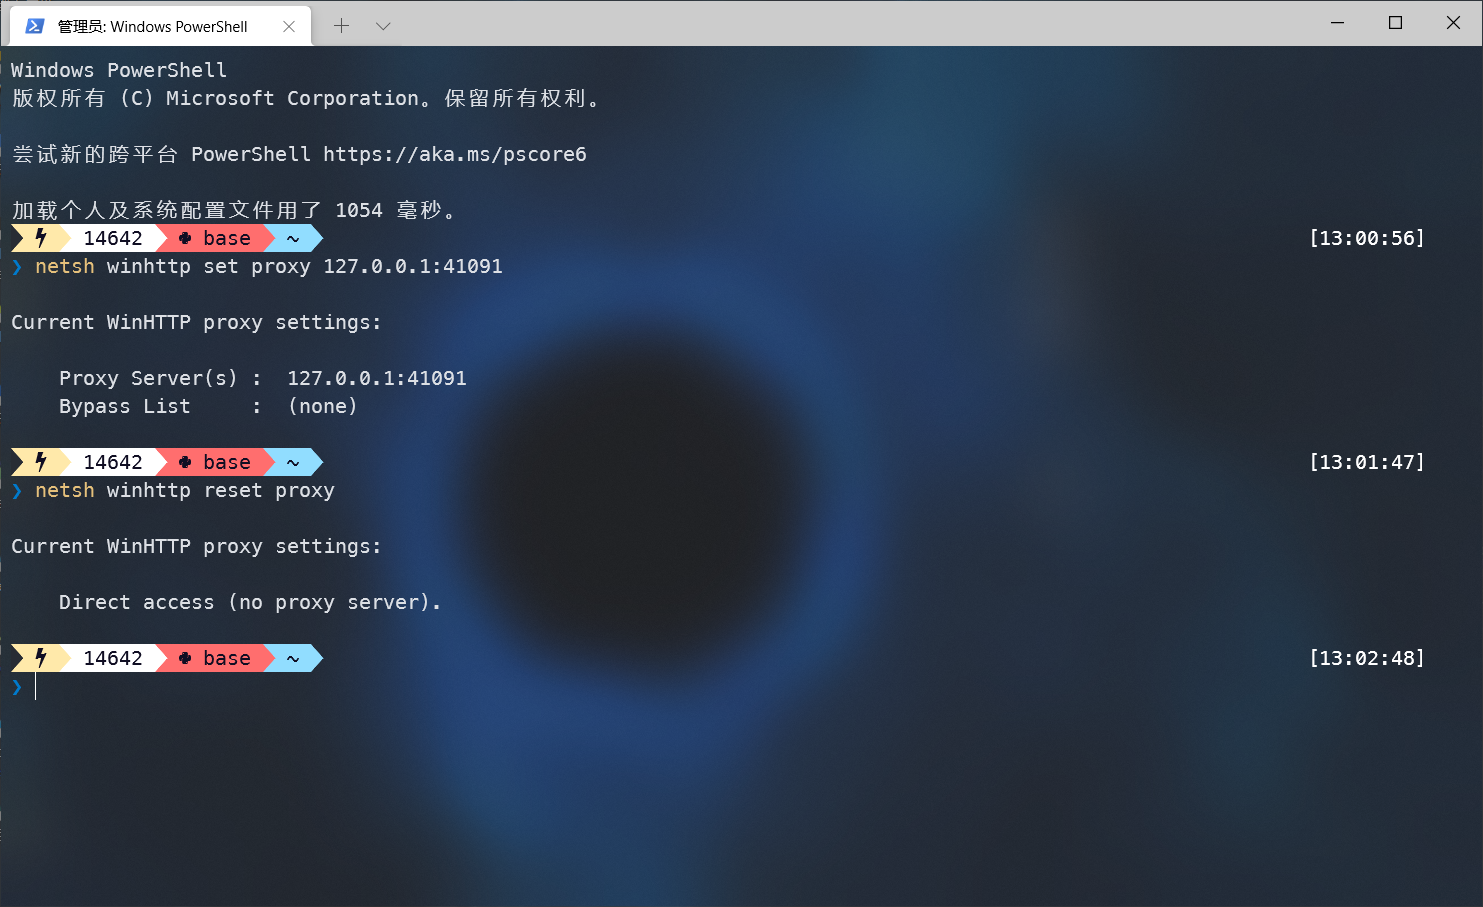 管理员: Windows PowerShell
Windows PowerShell
版权所有 (C) Microsoft Corporation。保留所有权利。
尝试新的跨平台 PowerShell https://aka.ms/pscore6
加载个人及系统配置文件用了 1054 毫秒。
14642 base ~ [13:00:56]
❯ netsh winhttp set proxy 127.0.0.1:41091
Current WinHTTP proxy settings:
Proxy Server(s) :  127.0.0.1:41091
Bypass List     :  (none)
14642 base ~ [13:01:47]
❯ netsh winhttp reset proxy
Current WinHTTP proxy settings:
Direct access (no proxy server).
14642 base ~ [13:02:48]
❯